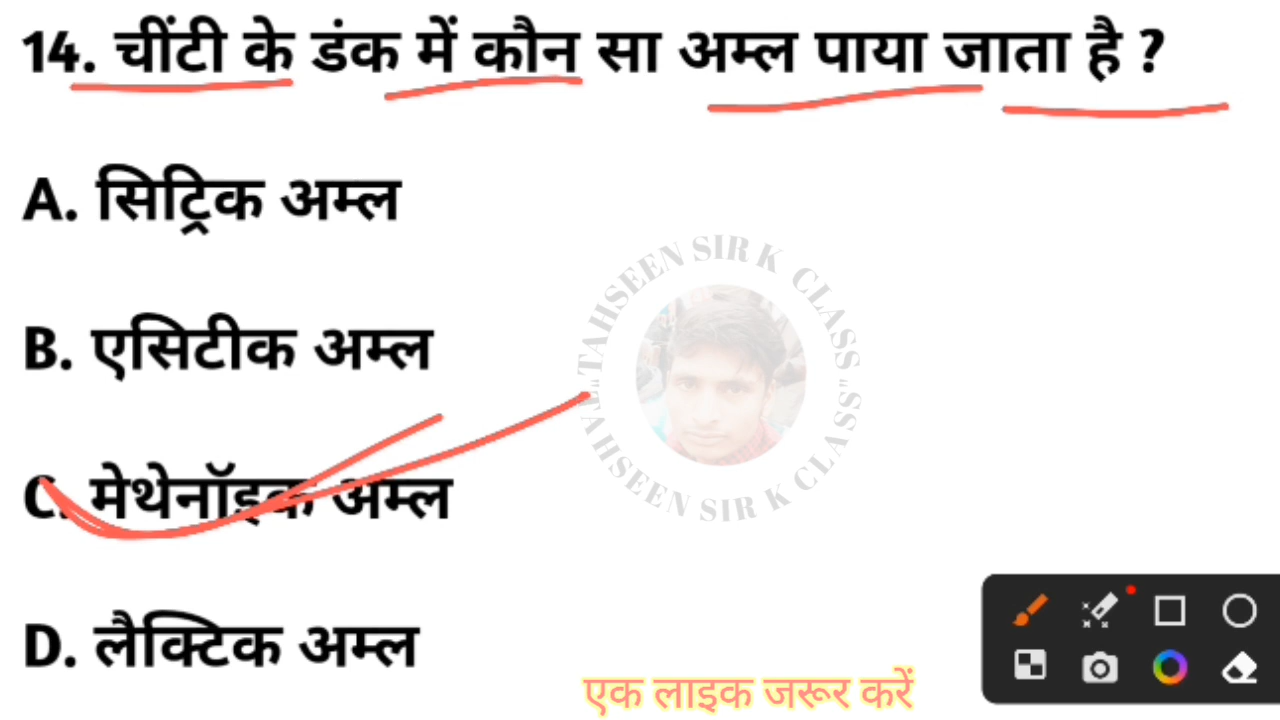 14. चींटी के डंक में कौन सा अम्ल पाया जाता है ?
A. सिट्रिक अम्ल
B. एसिटीक अम्ल
"TAHSEEN SIR K CLASS"
"TAHSEEN SIR K CLASS"
C. मेथेनॉइक अम्ल
D. लैक्टिक अम्ल
एक लाइक जरूर करें